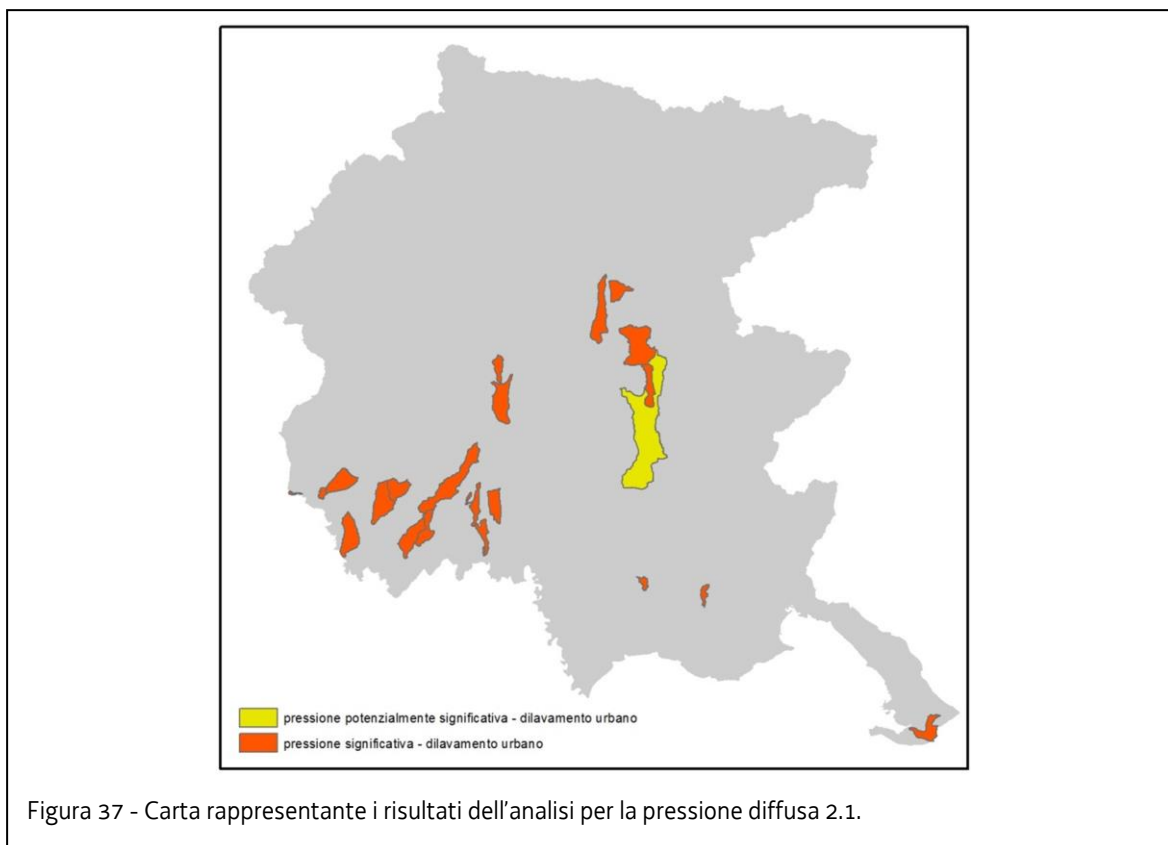 pressione potenzialmente significativa - dilavamento urbano
pressione significativa - dilavamento urbano
Figura 37 - Carta rappresentante i risultati dell'analisi per la pressione diffusa 2.1.